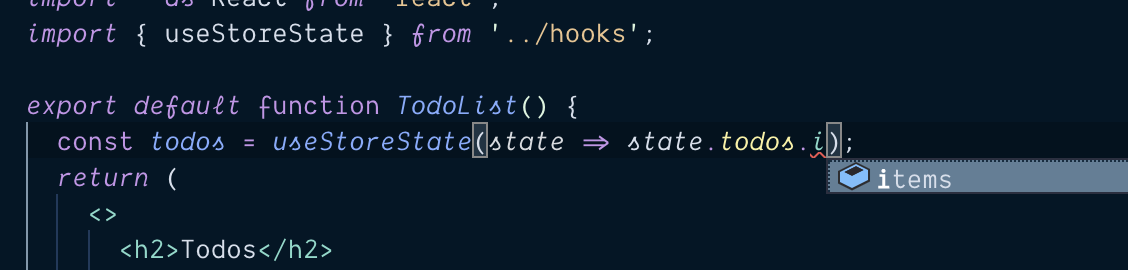 import * as React from 'react';
import { useStoreState } from '../hooks';
export default function TodoList() {
const todos = useStoreState(state => state.todos.i);
items
return (
<>
<h2>Todos</h2>